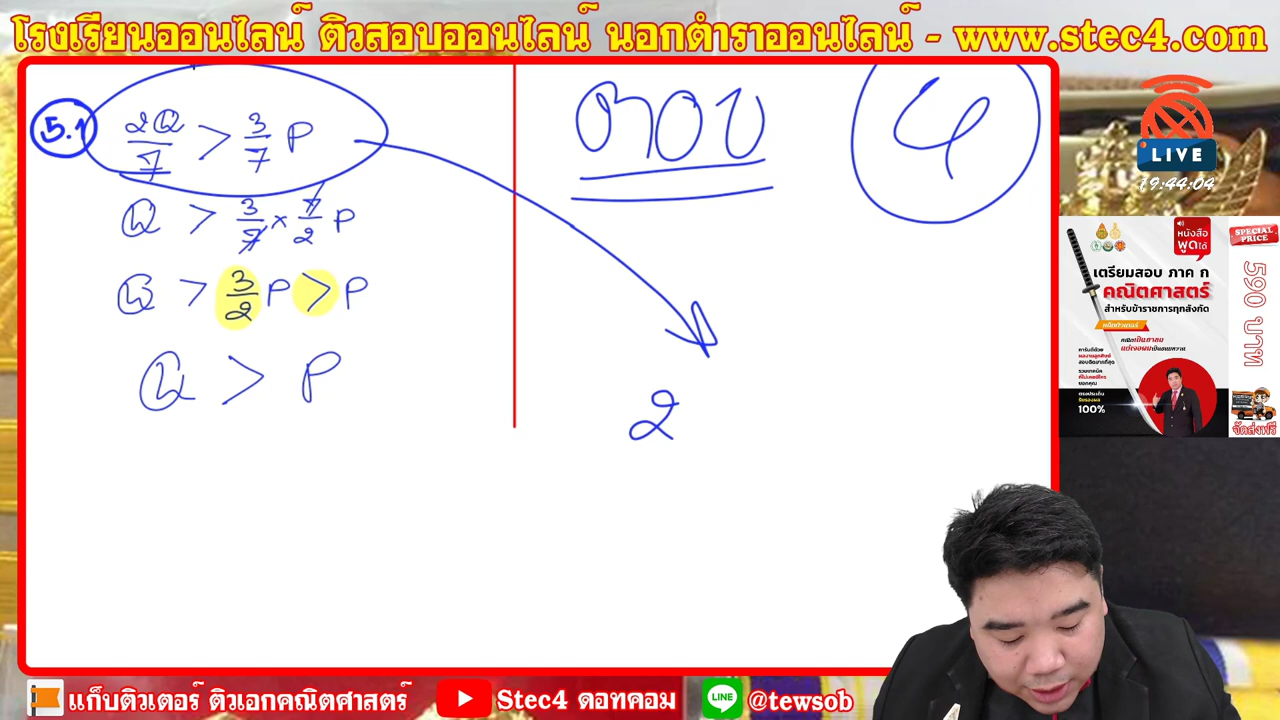 โรงเรียนออนไลน์ ติวสอบออนไลน์ นอกตำราออนไลน์ - www.stec4.com
5.1
2Q/7 > 3/7 P
Q > 3/7 × 7/2 P
Q > 3/2 P > P
Q > P
ตอบ 4
2
LIVE
19:44:04
หนังสือ
พูดได้
เตรียมสอบ ภาค ก
คณิตศาสตร์
สำหรับข้าราชการทุกสังกัด
100%
SPECIAL
PRICE
590 บาท
จัดส่งฟรี
แก็บติวเตอร์ ติวเอกคณิตศาสตร์
Stec4 ดอทคอม
LINE
@tewsob